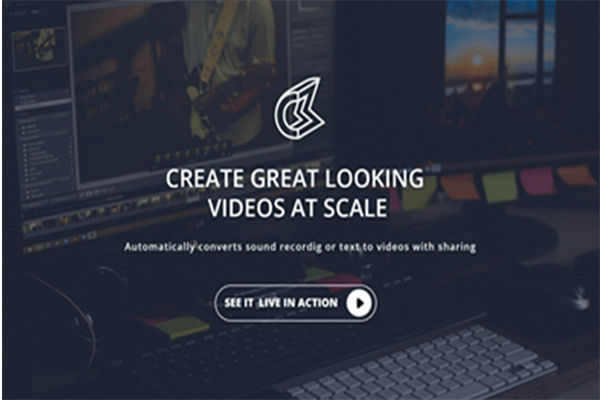 CREATE GREAT LOOKING
VIDEOS AT SCALE
Automatically converts sound recordig or text to videos with sharing
SEE IT LIVE IN ACTION